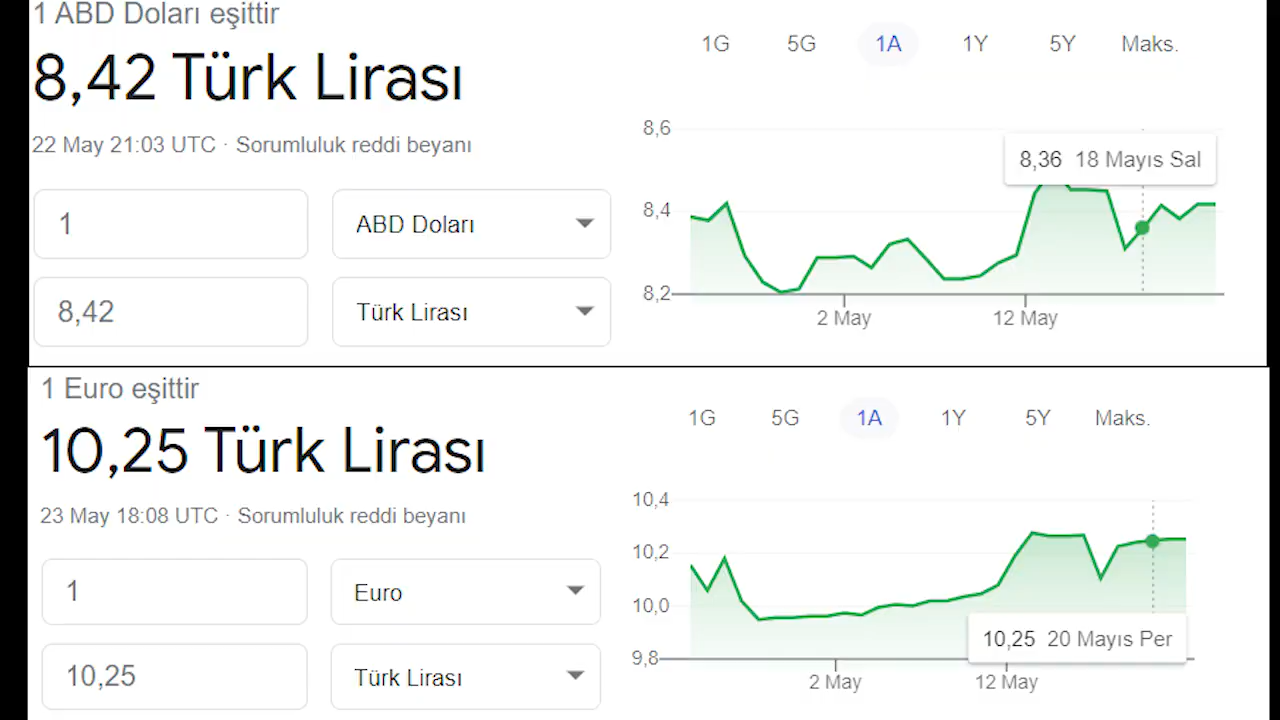 1 ABD Doları eşittir
8,42 Türk Lirası
22 May 21:03 UTC · Sorumluluk reddi beyanı
1
ABD Doları
8,42
Türk Lirası
1G 5G 1A 1Y 5Y Maks.
8,6
8,36 18 Mayıs Sal
8,4
8,2
2 May 12 May
1 Euro eşittir
10,25 Türk Lirası
23 May 18:08 UTC · Sorumluluk reddi beyanı
1
Euro
10,25
Türk Lirası
1G 5G 1A 1Y 5Y Maks.
10,4
10,2
10,0
10,25 20 Mayıs Per
9,8
2 May 12 May